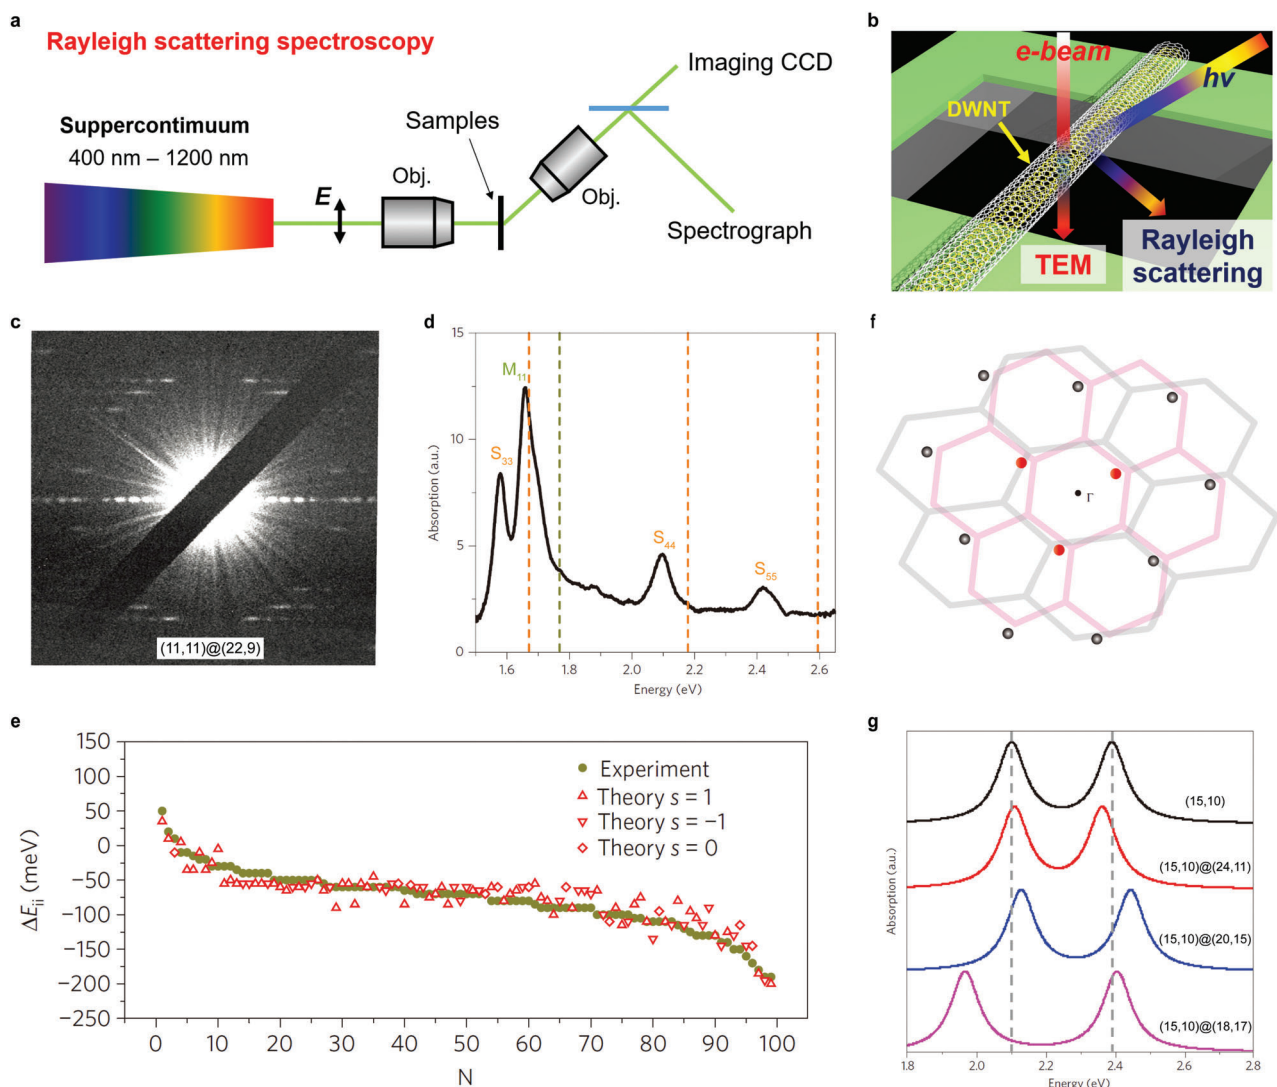 a
Rayleigh scattering spectroscopy
Suppercontimuum
400 nm – 1200 nm
E
Obj.
Samples
Obj.
Imaging CCD
Spectrograph
b
e-beam
hν
DWNT
TEM
Rayleigh
scattering
c
(11,11)@(22,9)
d
15
10
5
0
Absorption (a.u.)
M₁₁
S₃₃
S₄₄
S₅₅
1.6 1.8 2.0 2.2 2.4 2.6
Energy (eV)
f
Γ
e
150
100
50
0
−50
−100
−150
−200
−250
ΔEᵢᵢ (meV)
Experiment
Theory s = 1
Theory s = −1
Theory s = 0
0 10 20 30 40 50 60 70 80 90 100
N
g
Absorption (a.u.)
(15,10)
(15,10)@(24,11)
(15,10)@(20,15)
(15,10)@(18,17)
1.8 2.0 2.2 2.4 2.6 2.8
Energy (eV)